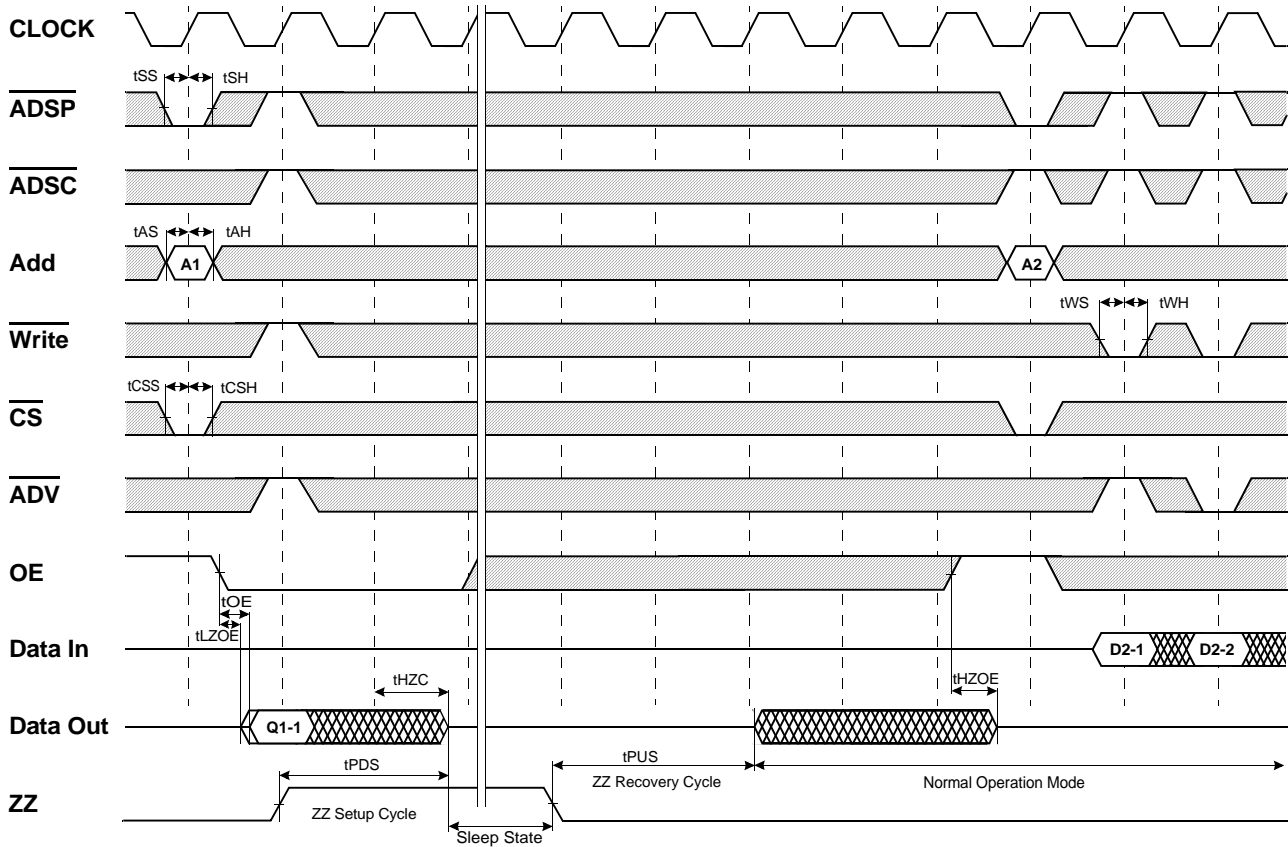 CLOCK
tSS tSH
ADSP
ADSC
tAS tAH
Add A1 A2
tWS tWH
Write
tCSS tCSH
CS
ADV
OE
tOE
tLZOE
Data In D2-1 D2-2
tHZC tHZOE
Data Out Q1-1
tPDS tPUS
ZZ Recovery Cycle Normal Operation Mode
ZZ ZZ Setup Cycle
Sleep State